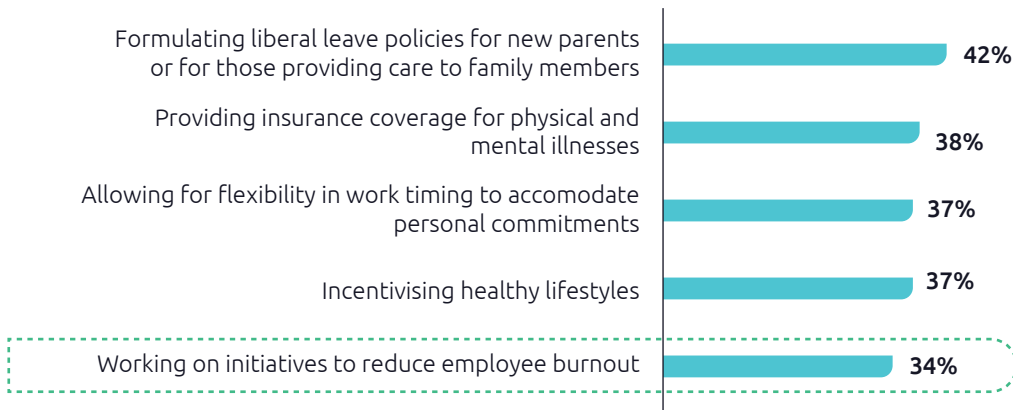 Formulating liberal leave policies for new parents
or for those providing care to family members
42%
Providing insurance coverage for physical and
mental illnesses
38%
Allowing for flexibility in work timing to accomodate
personal commitments
37%
Incentivising healthy lifestyles
37%
Working on initiatives to reduce employee burnout
34%